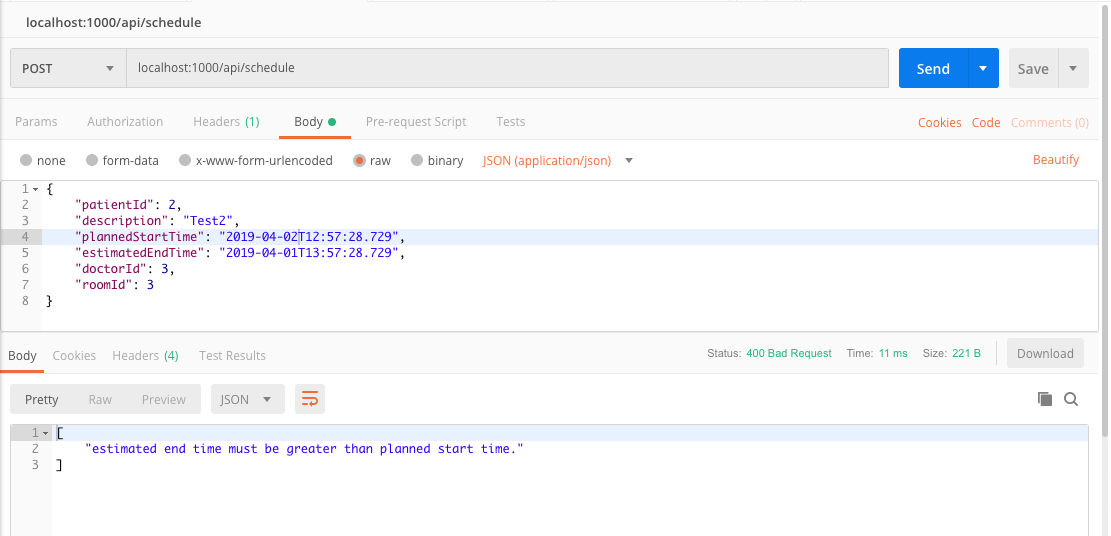 localhost:1000/api/schedule
POST localhost:1000/api/schedule Send Save
Params Authorization Headers (1) Body Pre-request Script Tests Cookies Code Comments (0)
none form-data x-www-form-urlencoded raw binary JSON (application/json) Beautify
1 {
2 "patientId": 2,
3 "description": "Test2",
4 "plannedStartTime": "2019-04-02T12:57:28.729",
5 "estimatedEndTime": "2019-04-01T13:57:28.729",
6 "doctorId": 3,
7 "roomId": 3
8 }
Body Cookies Headers (4) Test Results Status: 400 Bad Request Time: 11 ms Size: 221 B Download
Pretty Raw Preview JSON
1 [
2 "estimated end time must be greater than planned start time."
3 ]